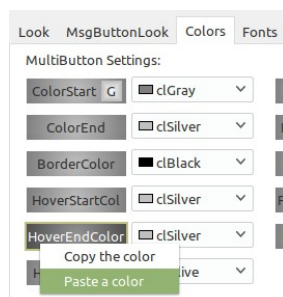 Look MsgButtonLook Colors Fonts
MultiButton Settings:
ColorStart G clGray
ColorEnd clSilver
BorderColor clBlack
HoverStartCol clSilver
HoverEndColor clSilver
Copy the color
Paste a color